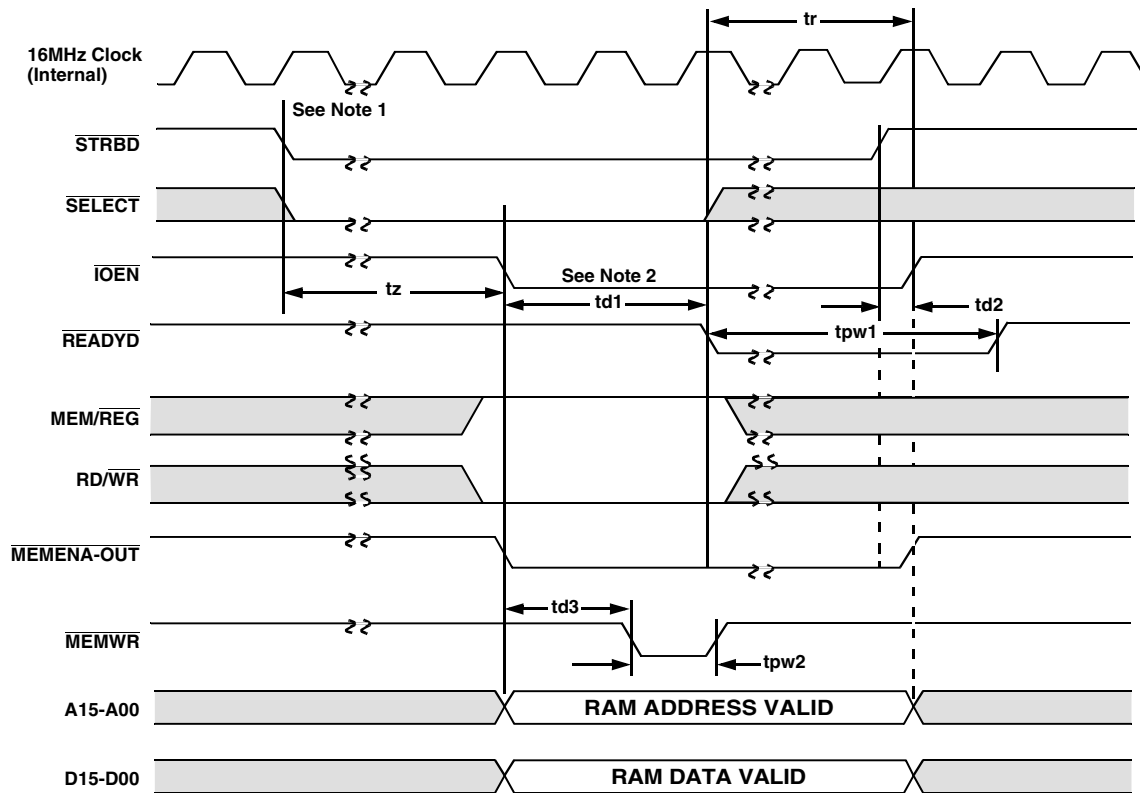 tr
16MHz Clock
(Internal)
See Note 1
STRBD
SELECT
IOEN
See Note 2
tz
td1
td2
READYD
tpw1
MEM/REG
RD/WR
MEMENA-OUT
td3
MEMWR
tpw2
A15-A00
RAM ADDRESS VALID
D15-D00
RAM DATA VALID